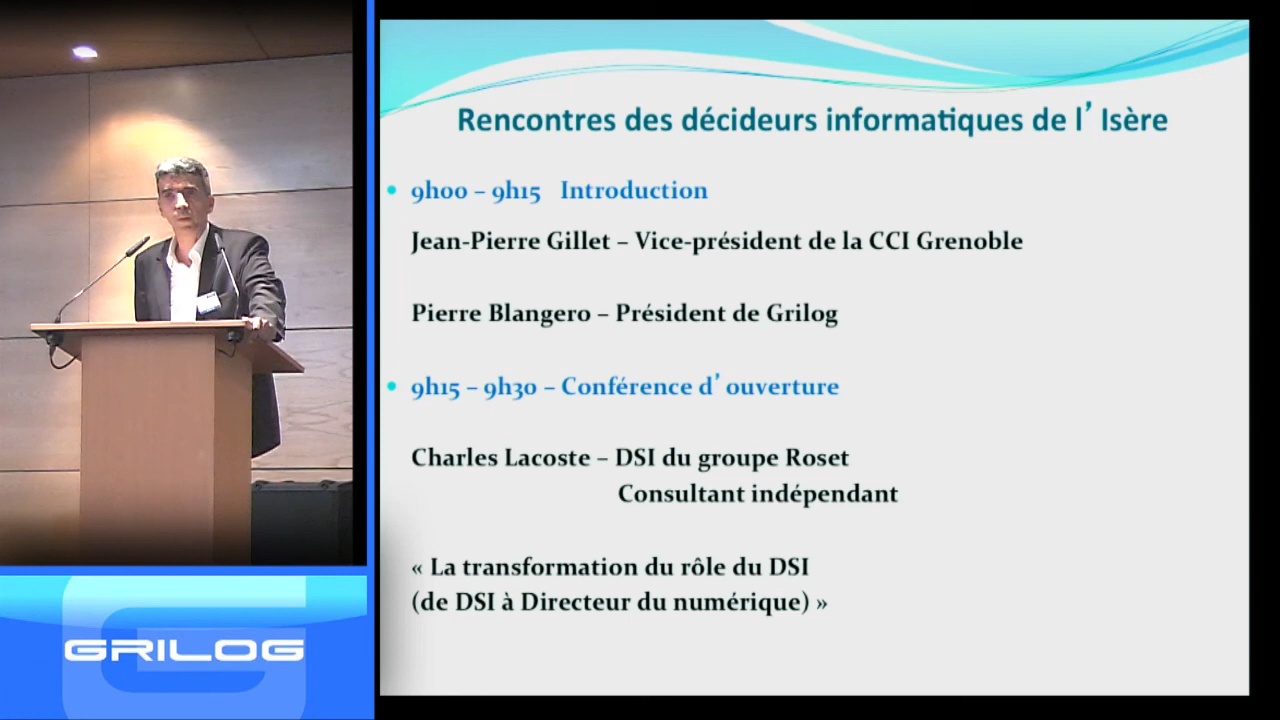 Rencontres des décideurs informatiques de l’ Isère
• 9h00 – 9h15 Introduction
Jean-Pierre Gillet – Vice-président de la CCI Grenoble
Pierre Blangero – Président de Grilog
• 9h15 – 9h30 – Conférence d’ ouverture
Charles Lacoste – DSI du groupe Roset
Consultant indépendant
« La transformation du rôle du DSI
(de DSI à Directeur du numérique) »
GRILOG